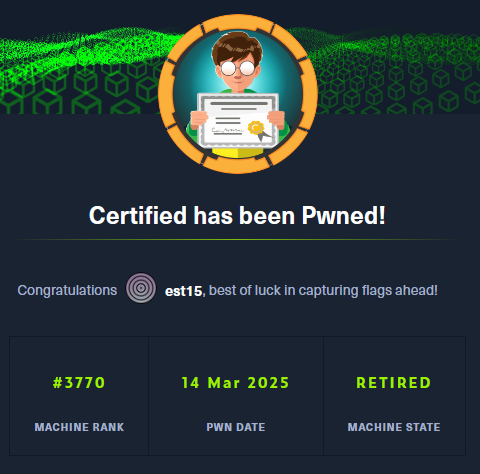 Certified has been Pwned!
Congratulations est15, best of luck in capturing flags ahead!
#3770 14 Mar 2025 RETIRED
MACHINE RANK PWN DATE MACHINE STATE